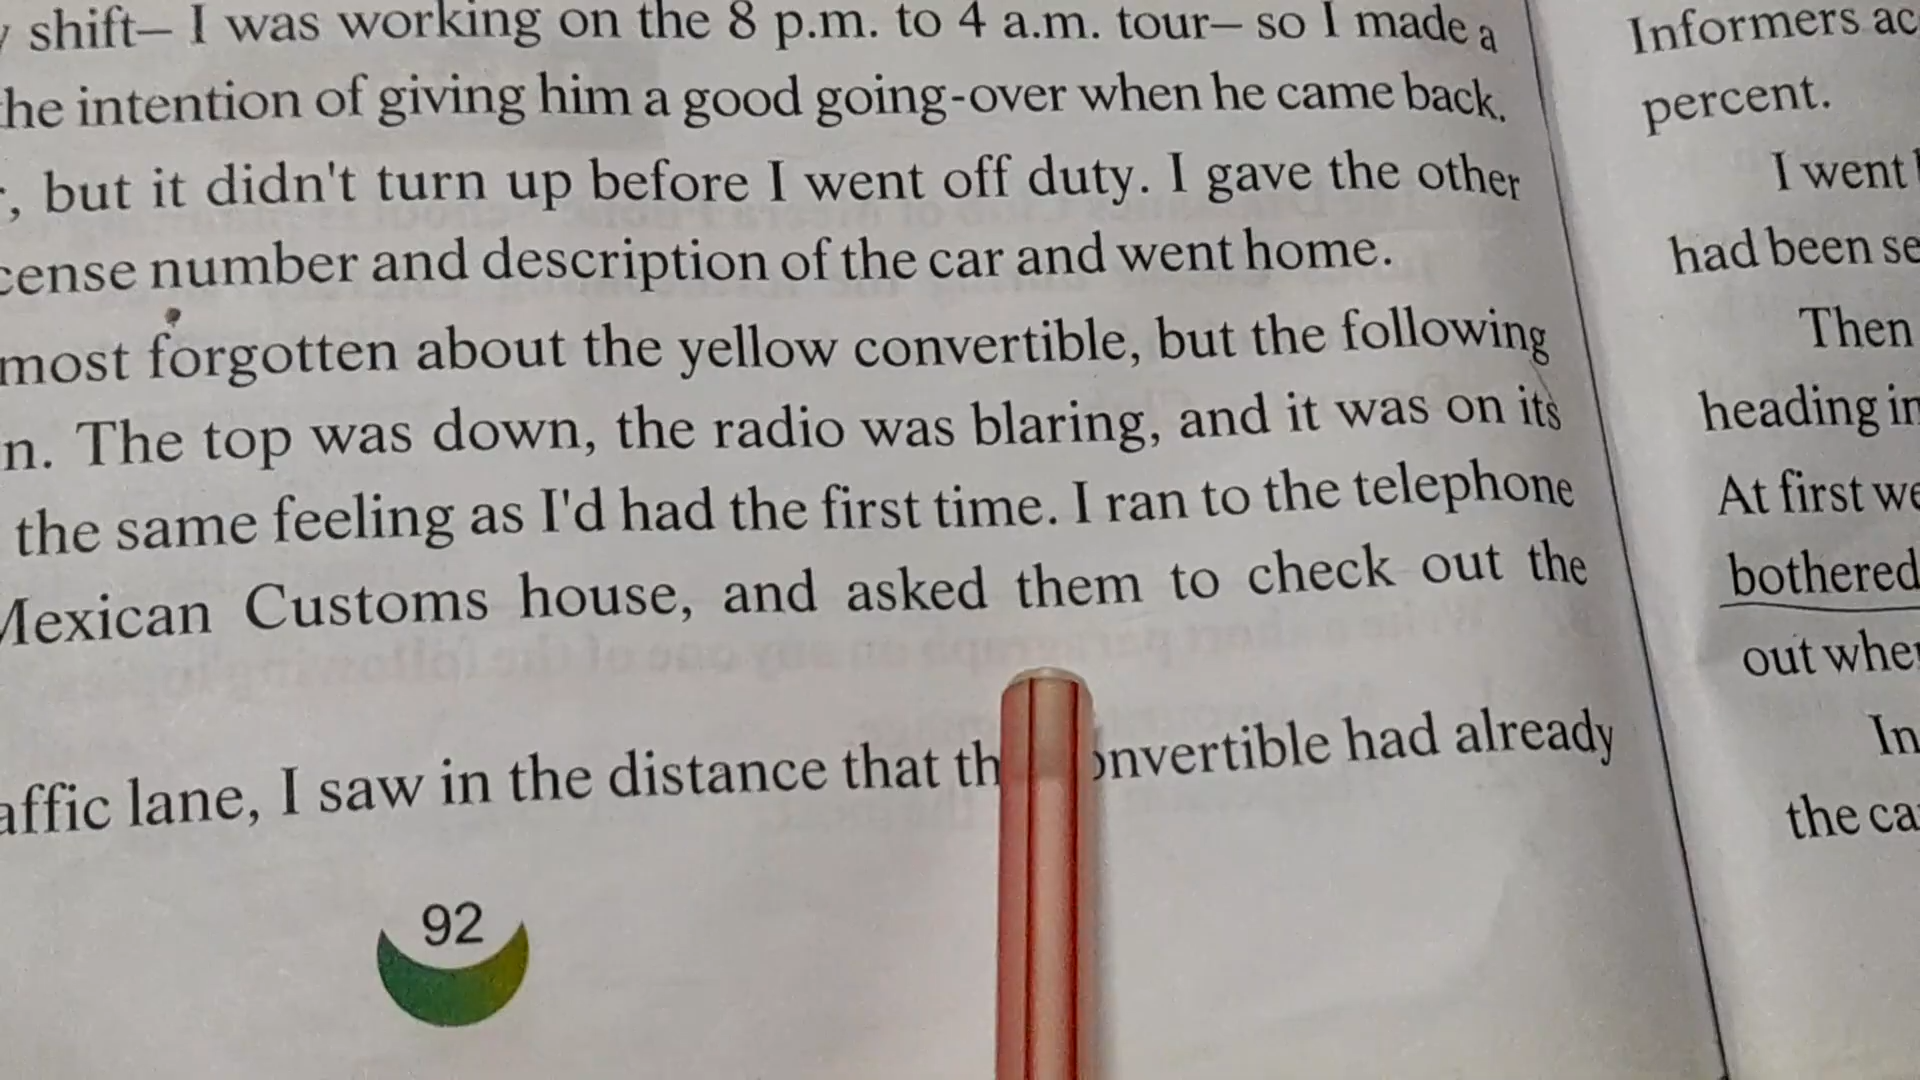 shift– I was working on the 8 p.m. to 4 a.m. tour– so I made a
he intention of giving him a good going-over when he came back.
, but it didn't turn up before I went off duty. I gave the other
cense number and description of the car and went home.
most forgotten about the yellow convertible, but the following
n. The top was down, the radio was blaring, and it was on its
the same feeling as I'd had the first time. I ran to the telephone
Mexican Customs house, and asked them to check out the
affic lane, I saw in the distance that th onvertible had already
92
Informers ac
percent.
I went
had been se
Then
heading in
At first we
bothered
out when
In
the ca